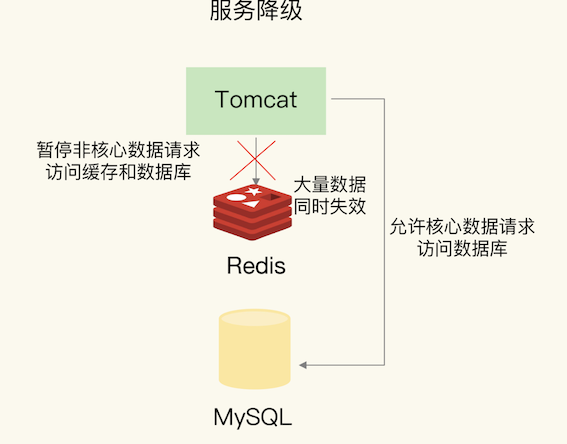 服务降级
Tomcat
暂停非核心数据请求
访问缓存和数据库
大量数据
同时失效
允许核心数据请求
访问数据库
Redis
MySQL